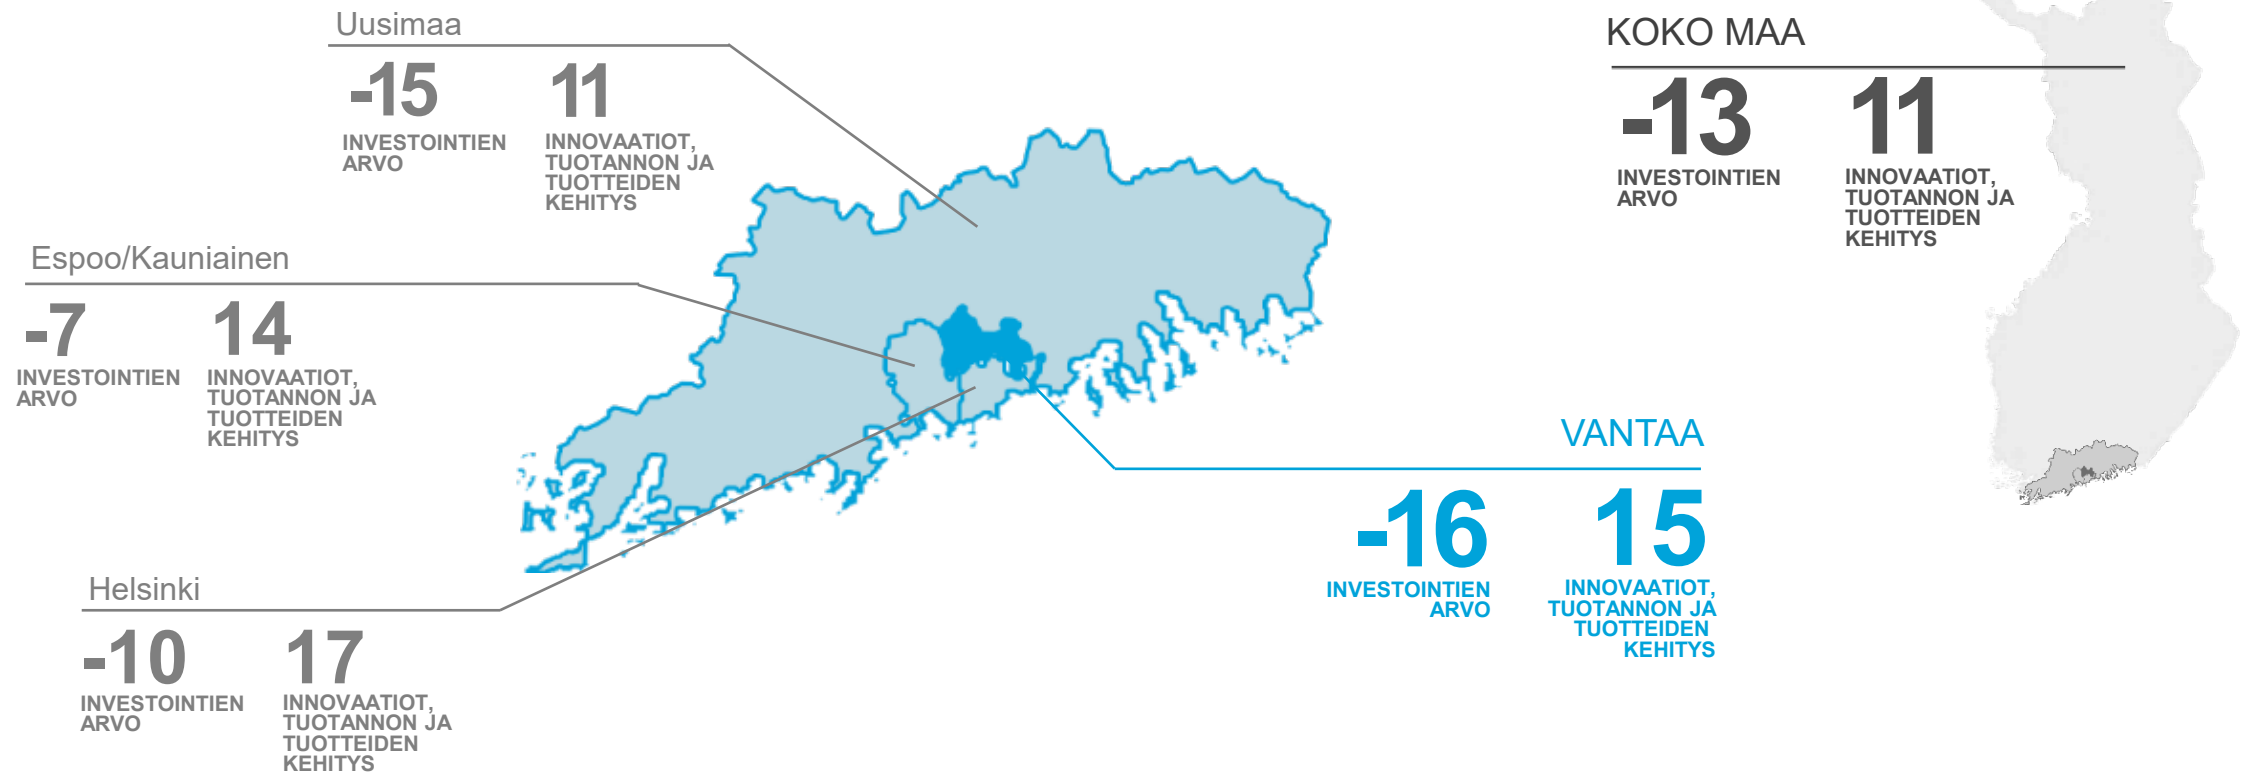 Uusimaa
-15
INVESTOINTIEN
ARVO
11
INNOVAATIOT,
TUOTANNON JA
TUOTTEIDEN
KEHITYS
KOKO MAA
-13
INVESTOINTIEN
ARVO
11
INNOVAATIOT,
TUOTANNON JA
TUOTTEIDEN
KEHITYS
Espoo/Kauniainen
-7
INVESTOINTIEN
ARVO
14
INNOVAATIOT,
TUOTANNON JA
TUOTTEIDEN
KEHITYS
VANTAA
-16
INVESTOINTIEN
ARVO
15
INNOVAATIOT,
TUOTANNON JA
TUOTTEIDEN
KEHITYS
Helsinki
-10
INVESTOINTIEN
ARVO
17
INNOVAATIOT,
TUOTANNON JA
TUOTTEIDEN
KEHITYS